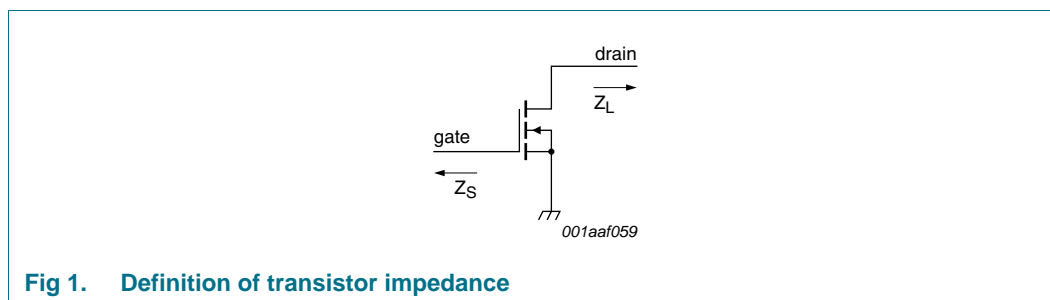 drain
Z_L
gate
Z_S
001aaf059
Fig 1. Definition of transistor impedance